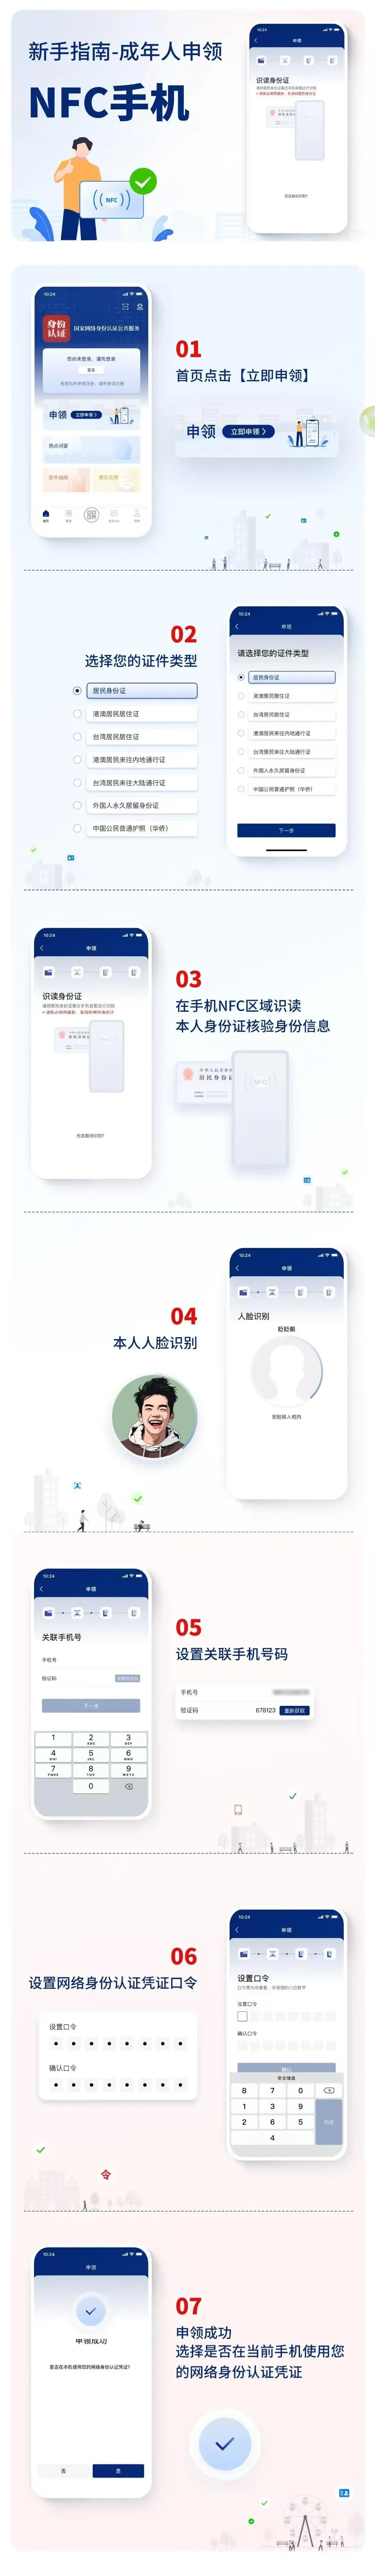 新手指南-成年人申领
NFC手机
NFC
10:24
识读身份证
无法自动识别?
10:24
身份
认证
国家网络身份认证公共服务
您尚未登录，请先登录
登录
申领
立即申领 >
热点问答
新手指南
首页
01
首页点击【立即申领】
申领
立即申领 >
02
选择您的证件类型
居民身份证
港澳居民居住证
台湾居民居住证
港澳居民来往内地通行证
台湾居民来往大陆通行证
外国人永久居留身份证
中国公民普通护照（华侨）
10:24
申领
请选择您的证件类型
居民身份证
港澳居民居住证
台湾居民居住证
港澳居民来往内地通行证
台湾居民来往大陆通行证
外国人永久居留身份证
中国公民普通护照（华侨）
下一步
10:24
申领
识读身份证
无法自动识别?
03
在手机NFC区域识读
本人身份证核验身份信息
中华人民共和
居民身份
NFC
04
本人人脸识别
10:24
申领
人脸识别
眨眨眼
把脸移入框内
10:24
申领
关联手机号
手机号
验证码
下一步
1 2 3
ABC DEF
4 5 6
GHI JKL MNO
7 8 9
PQRS TUV WXYZ
0
05
设置关联手机号码
手机号
验证码 678123 重新获取
06
设置网络身份认证凭证口令
设置口令
确认口令
令
10:24
申领
设置口令
设置口令
确认口令
确认
安全键盘
8 7 0
1 3 9
2 6 5
4
完成
10:24
申领
申领成功
是否在本机使用您的网络身份认证凭证?
否
是
07
申领成功
选择是否在当前手机使用您
的网络身份认证凭证